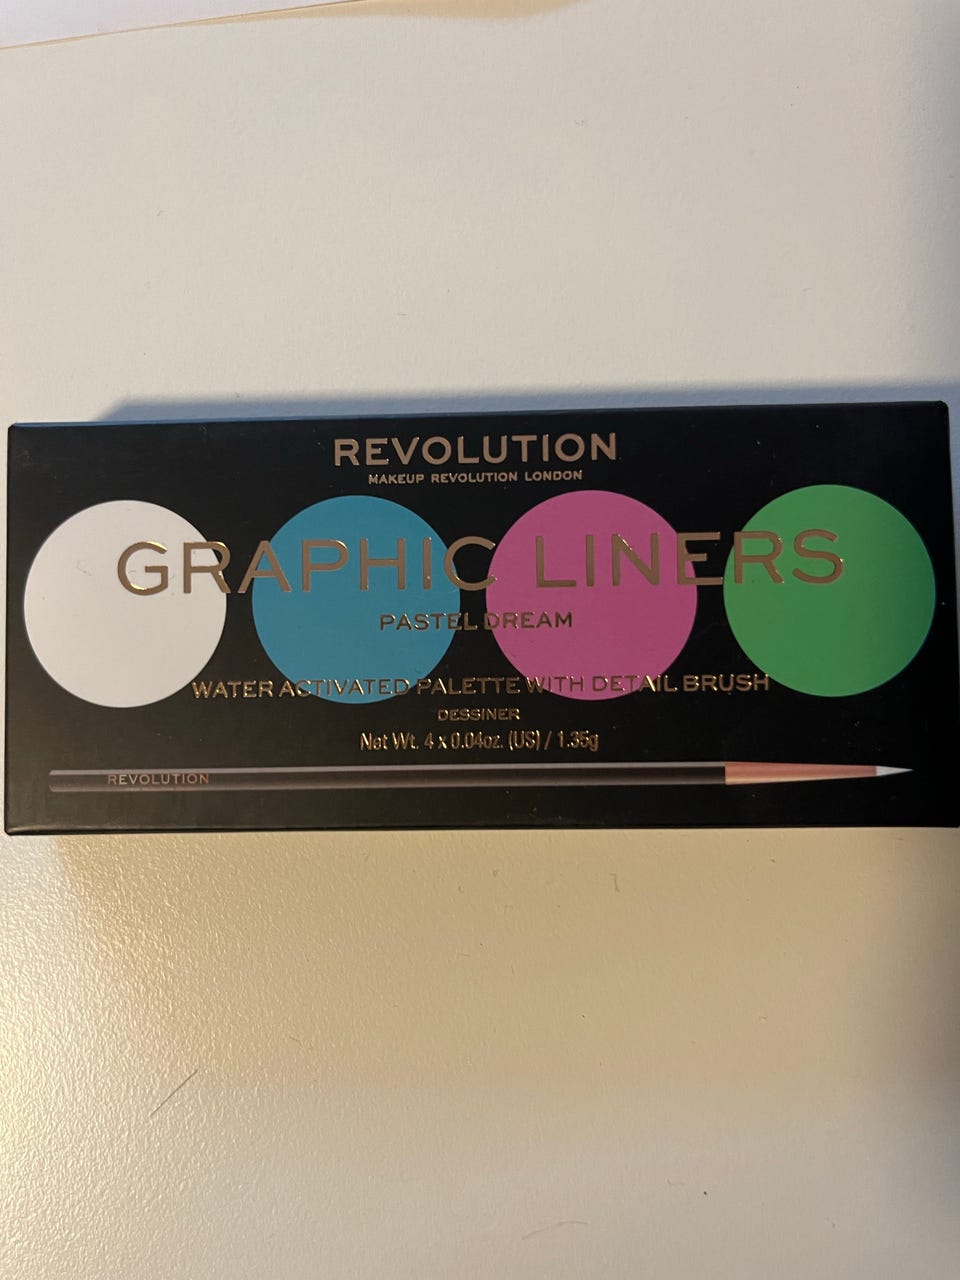 REVOLUTION
MAKEUP REVOLUTION LONDON
GRAPHIC LINERS
PASTEL DREAM
WATER ACTIVATED PALETTE WITH DETAIL BRUSH
DESSINER
Net Wt. 4 x 0.04oz. (US) / 1.35g
REVOLUTION